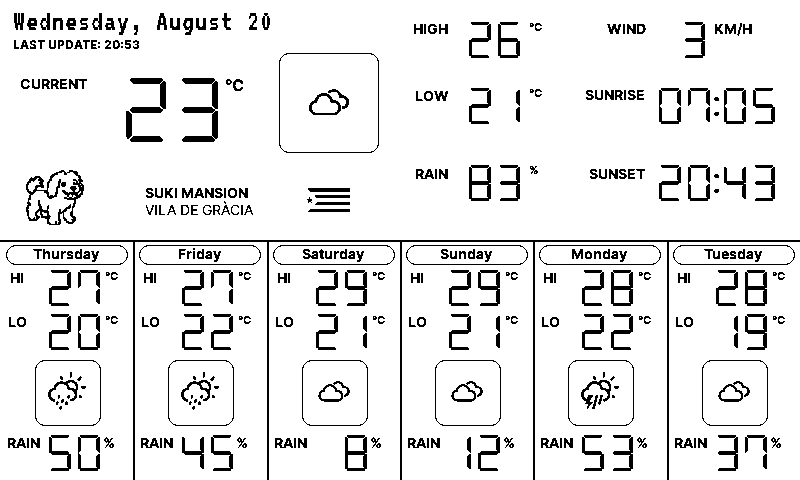 Wednesday, August 20
LAST UPDATE: 20:53
CURRENT 23 °C
SUKI MANSION
VILA DE GRÀCIA
HIGH 26 °C
LOW 21 °C
RAIN 83 %
WIND 3 KM/H
SUNRISE 07:05
SUNSET 20:43
Thursday
HI 27 °C
LO 20 °C
RAIN 50 %
Friday
HI 27 °C
LO 22 °C
RAIN 45 %
Saturday
HI 29 °C
LO 21 °C
RAIN 8 %
Sunday
HI 29 °C
LO 21 °C
RAIN 12 %
Monday
HI 28 °C
LO 22 °C
RAIN 53 %
Tuesday
HI 28 °C
LO 19 °C
RAIN 37 %